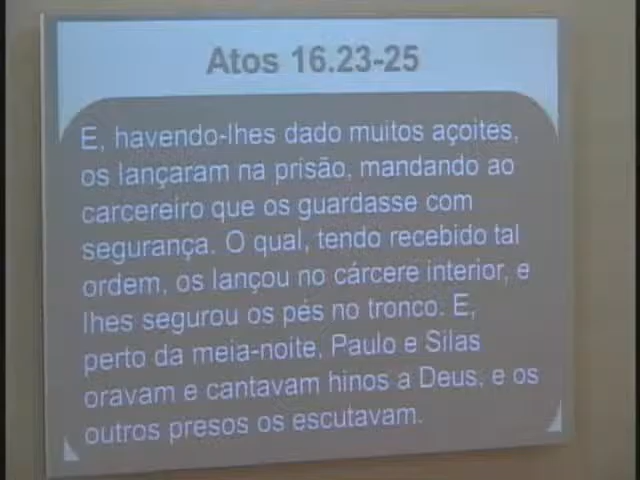 Atos 16.23-25
E, havendo-lhes dado muitos açoites,
os lançaram na prisão, mandando ao
carcereiro que os guardasse com
segurança. O qual, tendo recebido tal
ordem, os lançou no cárcere interior, e
lhes segurou os pés no tronco. E,
perto da meia-noite, Paulo e Silas
oravam e cantavam hinos a Deus, e os
outros presos os escutavam.